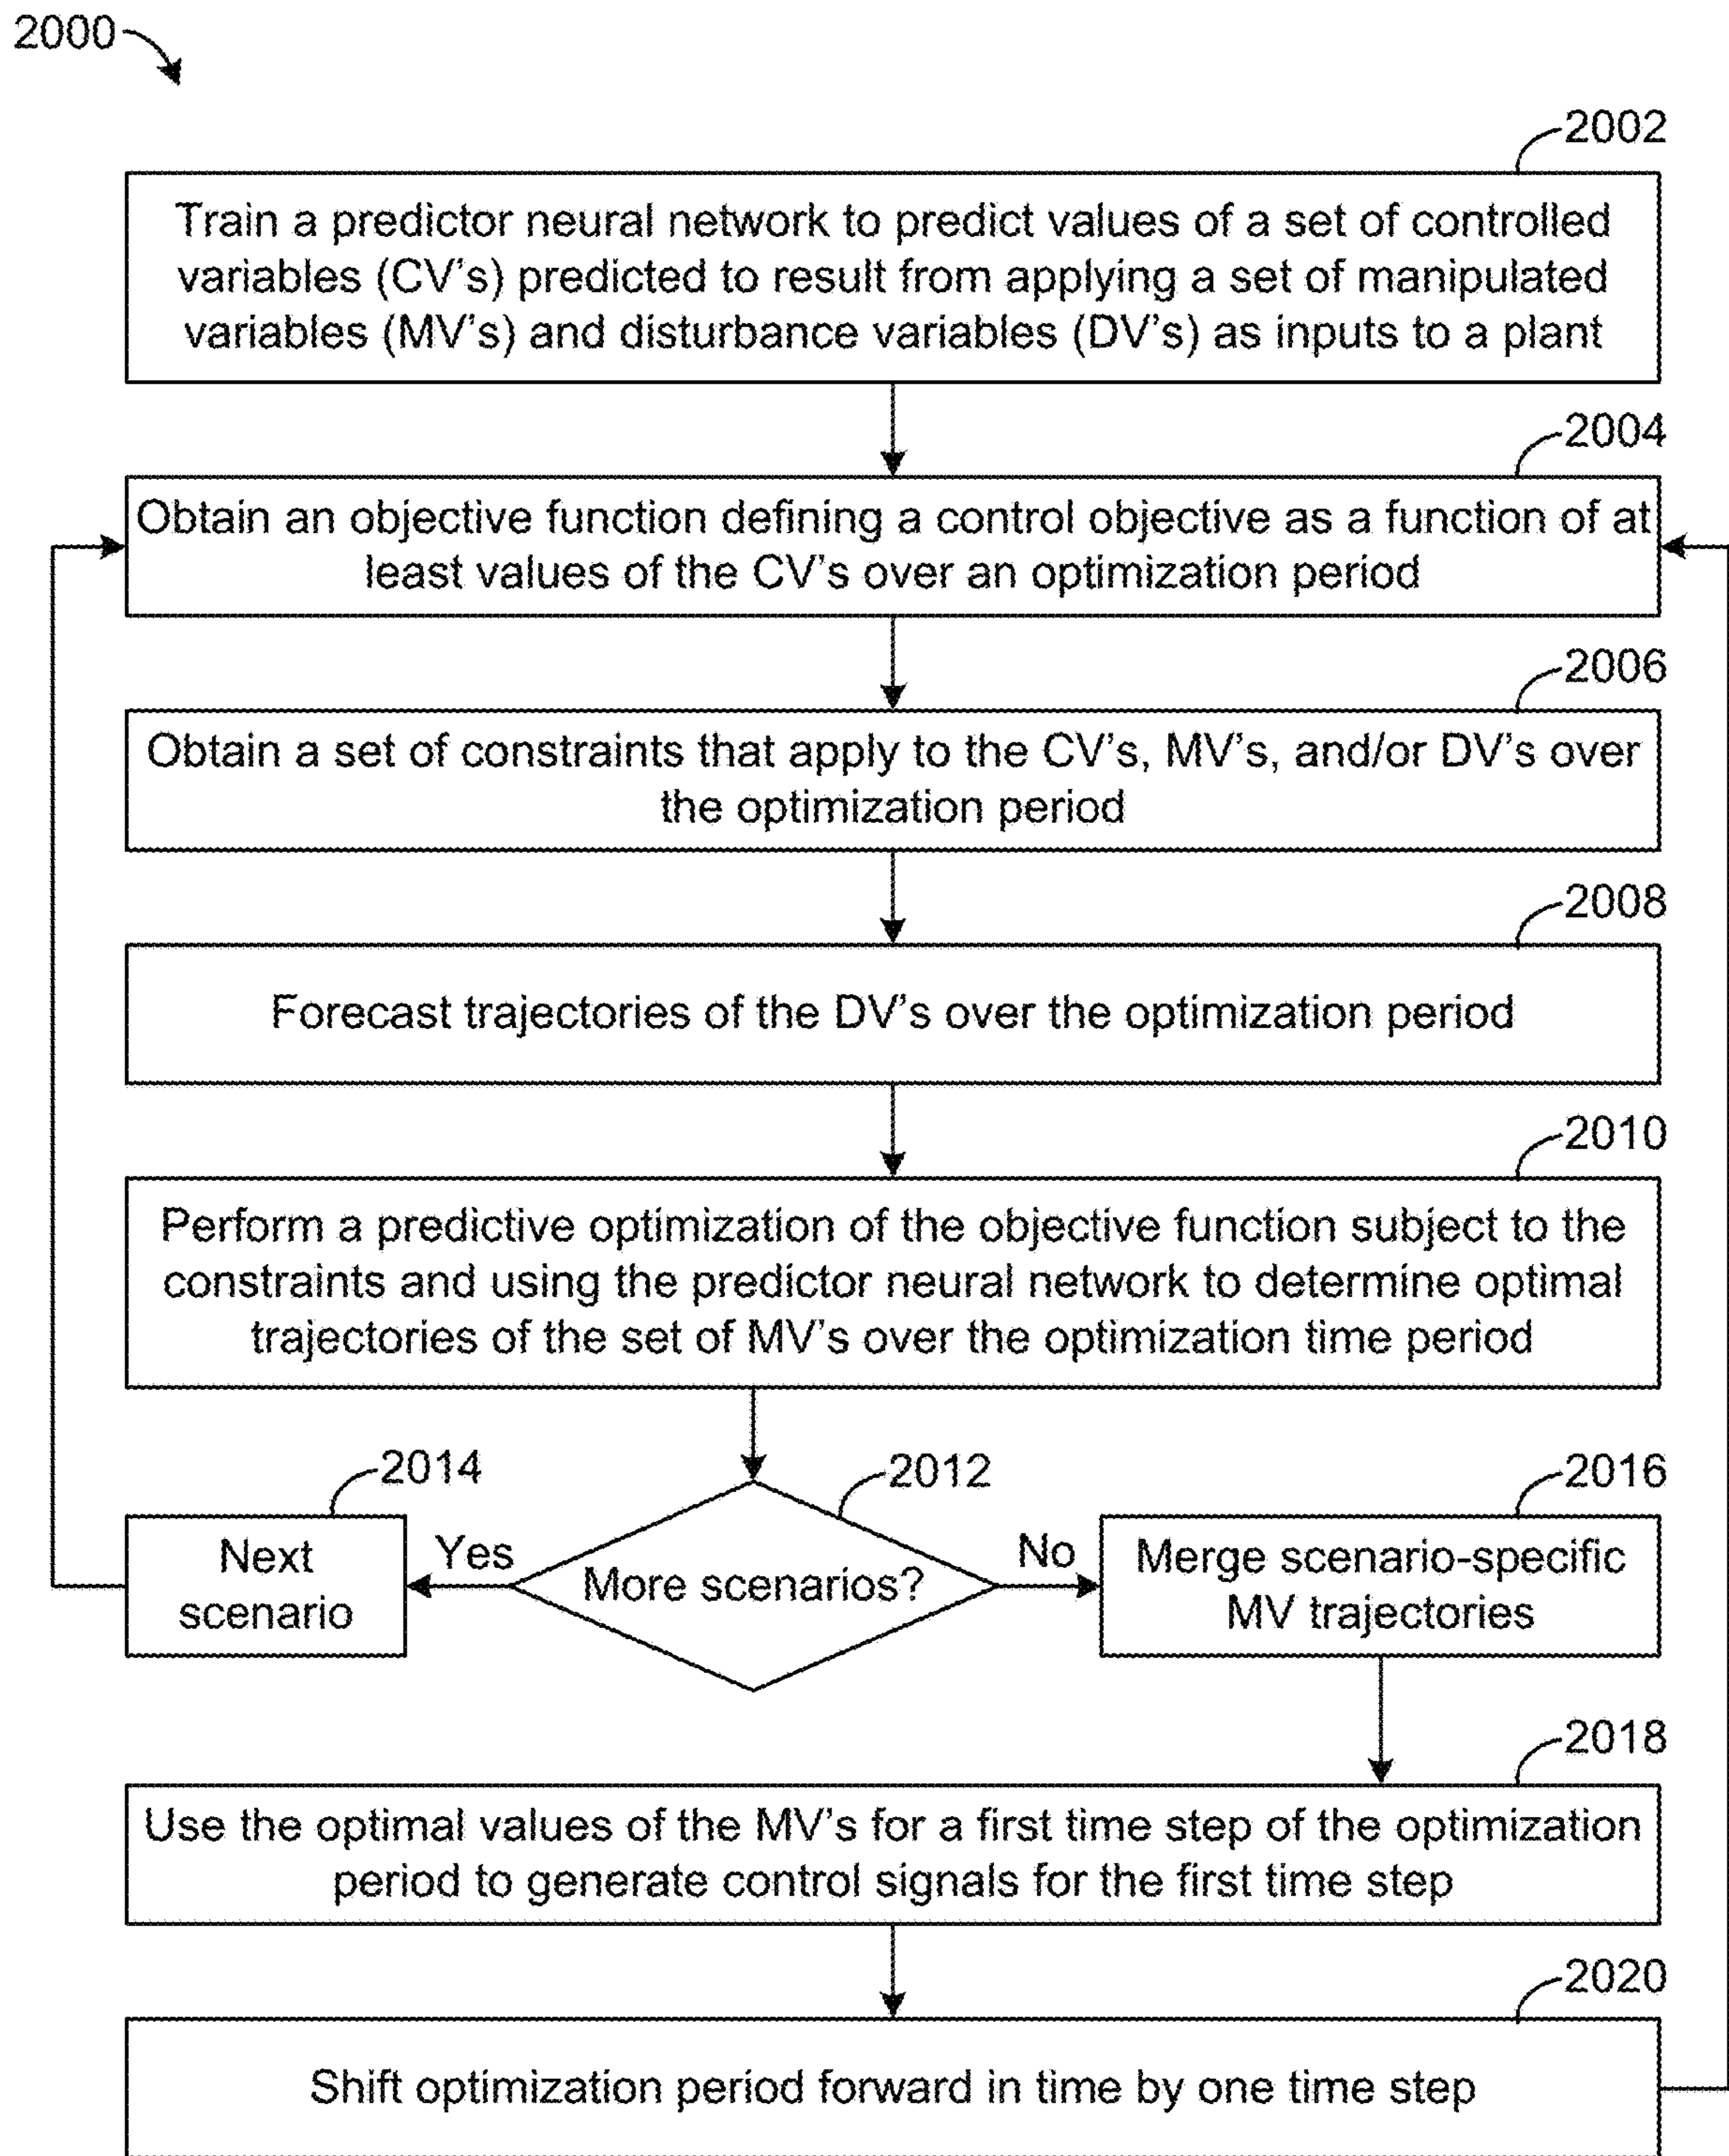 2000
2002
Train a predictor neural network to predict values of a set of controlled
variables (CV's) predicted to result from applying a set of manipulated
variables (MV's) and disturbance variables (DV's) as inputs to a plant
2004
Obtain an objective function defining a control objective as a function of at
least values of the CV's over an optimization period
2006
Obtain a set of constraints that apply to the CV's, MV's, and/or DV's over
the optimization period
2008
Forecast trajectories of the DV's over the optimization period
2010
Perform a predictive optimization of the objective function subject to the
constraints and using the predictor neural network to determine optimal
trajectories of the set of MV's over the optimization time period
2014
2012
2016
Next
scenario
Yes
More scenarios?
No
Merge scenario-specific
MV trajectories
2018
Use the optimal values of the MV's for a first time step of the optimization
period to generate control signals for the first time step
2020
Shift optimization period forward in time by one time step